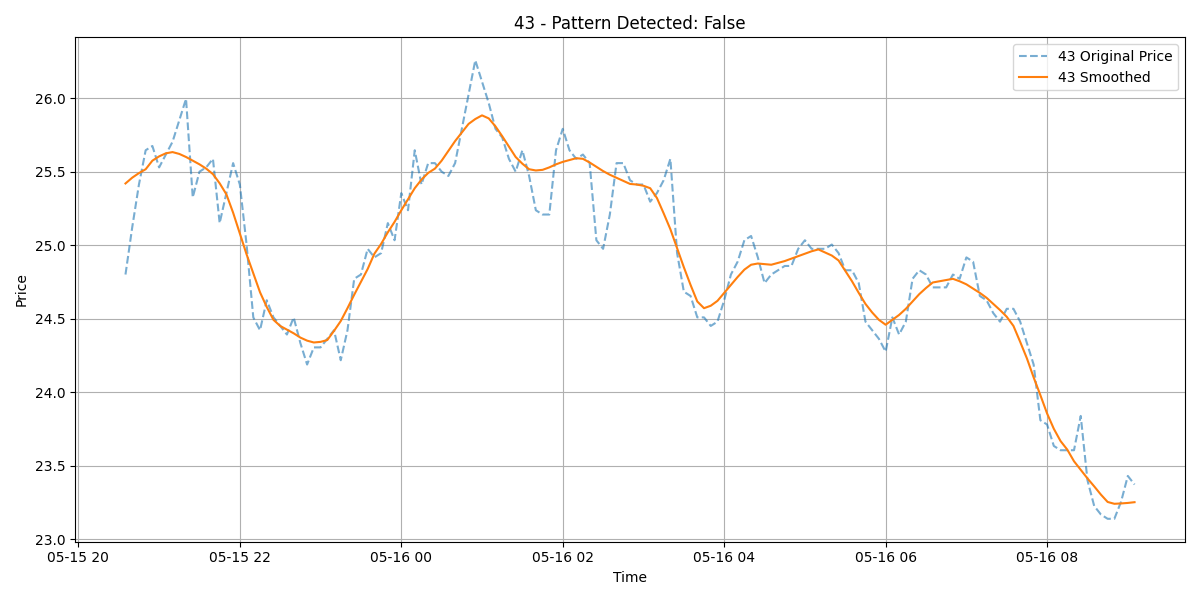 43 - Pattern Detected: False
43 Original Price
43 Smoothed
Price
26.0
25.5
25.0
24.5
24.0
23.5
23.0
05-15 20 05-15 22 05-16 00 05-16 02 05-16 04 05-16 06 05-16 08
Time